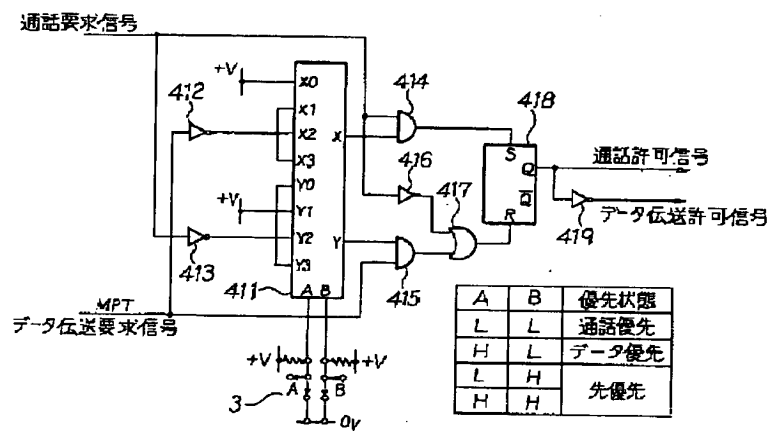 通話要求信号
+V
412
413
411
X0
X1
X2
X3
Y0
Y1
Y2
Y3
+V
X
Y
A B
414
416
417
415
418
S
Q
Q̅
R
通話許可信号
データ伝送許可信号
419
MPT
データ伝送要求信号
+V
+V
A
B
3
0V
A B 優先状態
L L 通話優先
H L データ優先
L H 先優先
H H